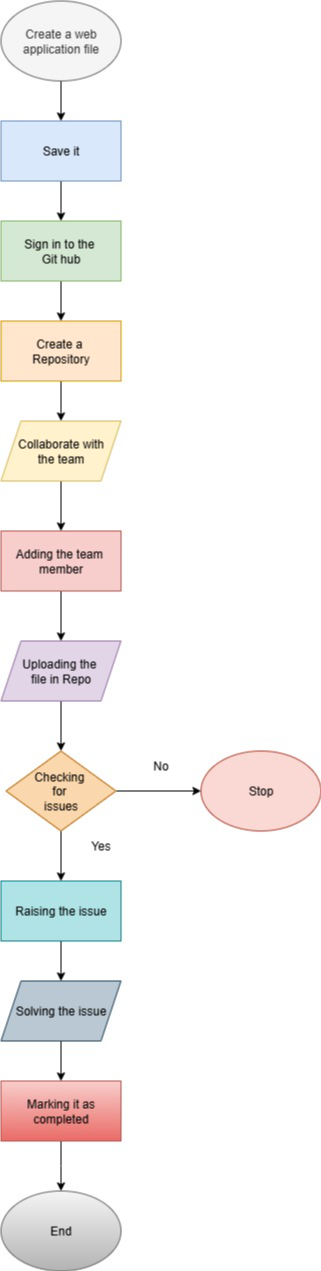 Create a web
application file
Save it
Sign in to the
Git hub
Create a
Repository
Collaborate with
the team
Adding the team
member
Uploading the
file in Repo
Checking
for
issues
No
Stop
Yes
Raising the issue
Solving the issue
Marking it as
completed
End